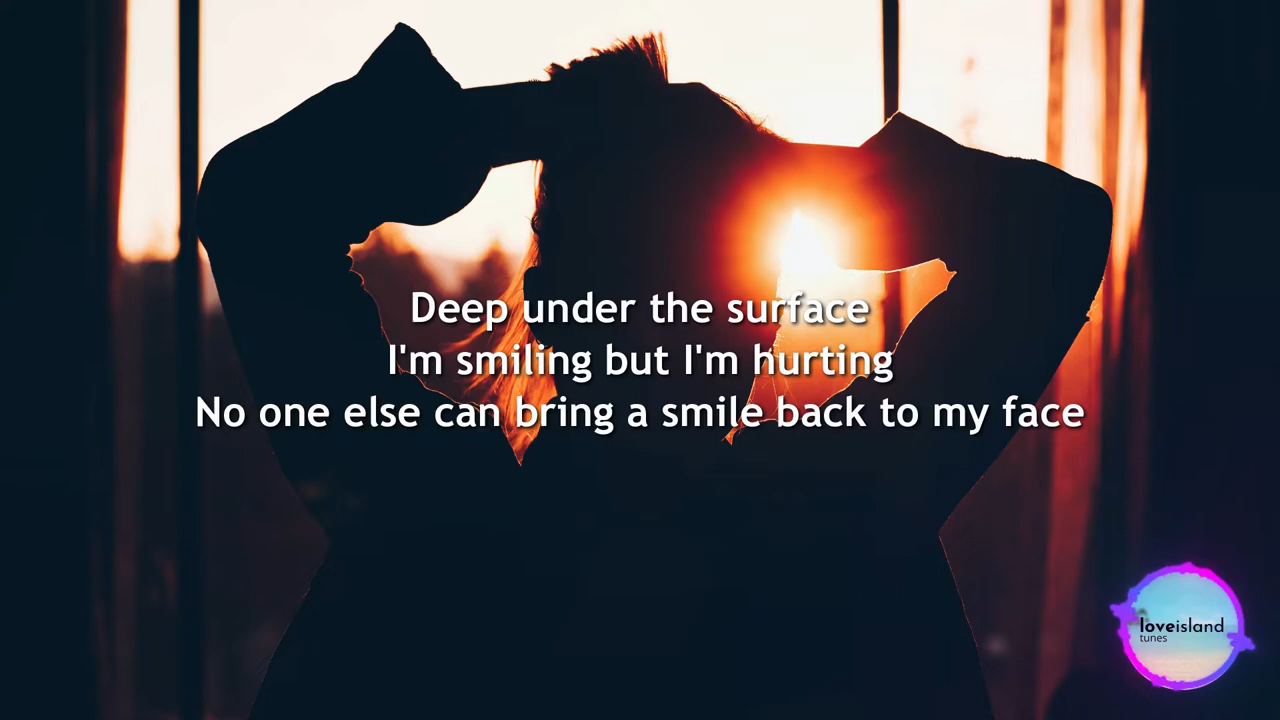 Deep under the surface
I'm smiling but I'm hurting
No one else can bring a smile back to my face
loveisland
tunes